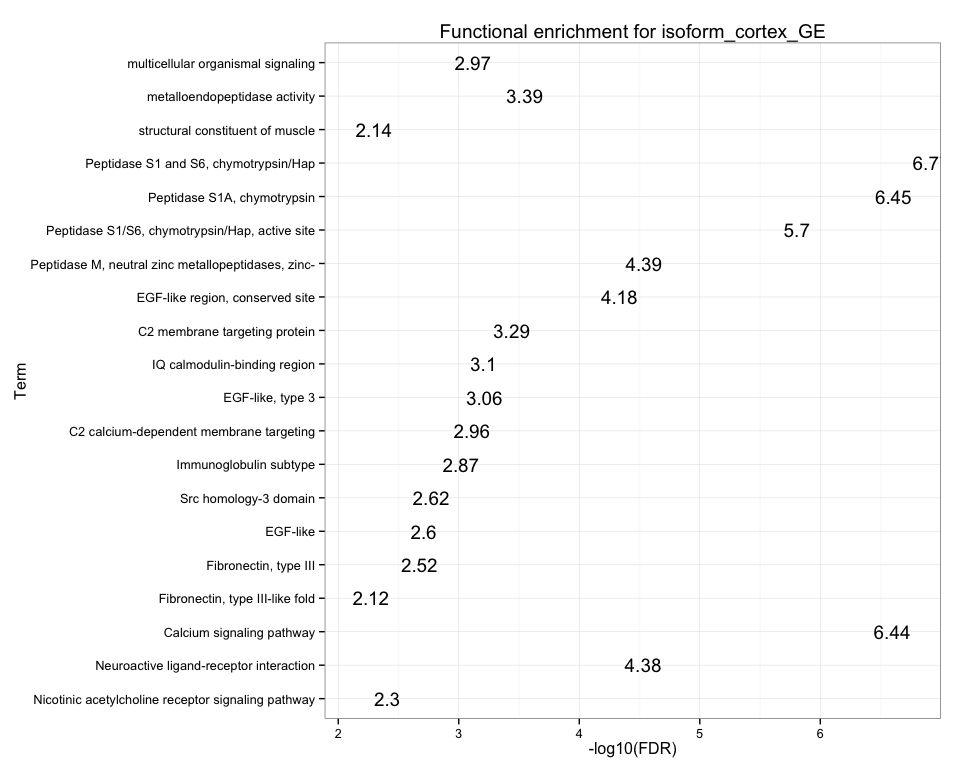 Functional enrichment for isoform_cortex_GE
multicellular organismal signaling 2.97
metalloendopeptidase activity 3.39
structural constituent of muscle 2.14
Peptidase S1 and S6, chymotrypsin/Hap 6.7
Peptidase S1A, chymotrypsin 6.45
Peptidase S1/S6, chymotrypsin/Hap, active site 5.7
Peptidase M, neutral zinc metallopeptidases, zinc- 4.39
EGF-like region, conserved site 4.18
C2 membrane targeting protein 3.29
IQ calmodulin-binding region 3.1
EGF-like, type 3 3.06
C2 calcium-dependent membrane targeting 2.96
Immunoglobulin subtype 2.87
Src homology-3 domain 2.62
EGF-like 2.6
Fibronectin, type III 2.52
Fibronectin, type III-like fold 2.12
Calcium signaling pathway 6.44
Neuroactive ligand-receptor interaction 4.38
Nicotinic acetylcholine receptor signaling pathway 2.3
Term
2 3 4 5 6
-log10(FDR)